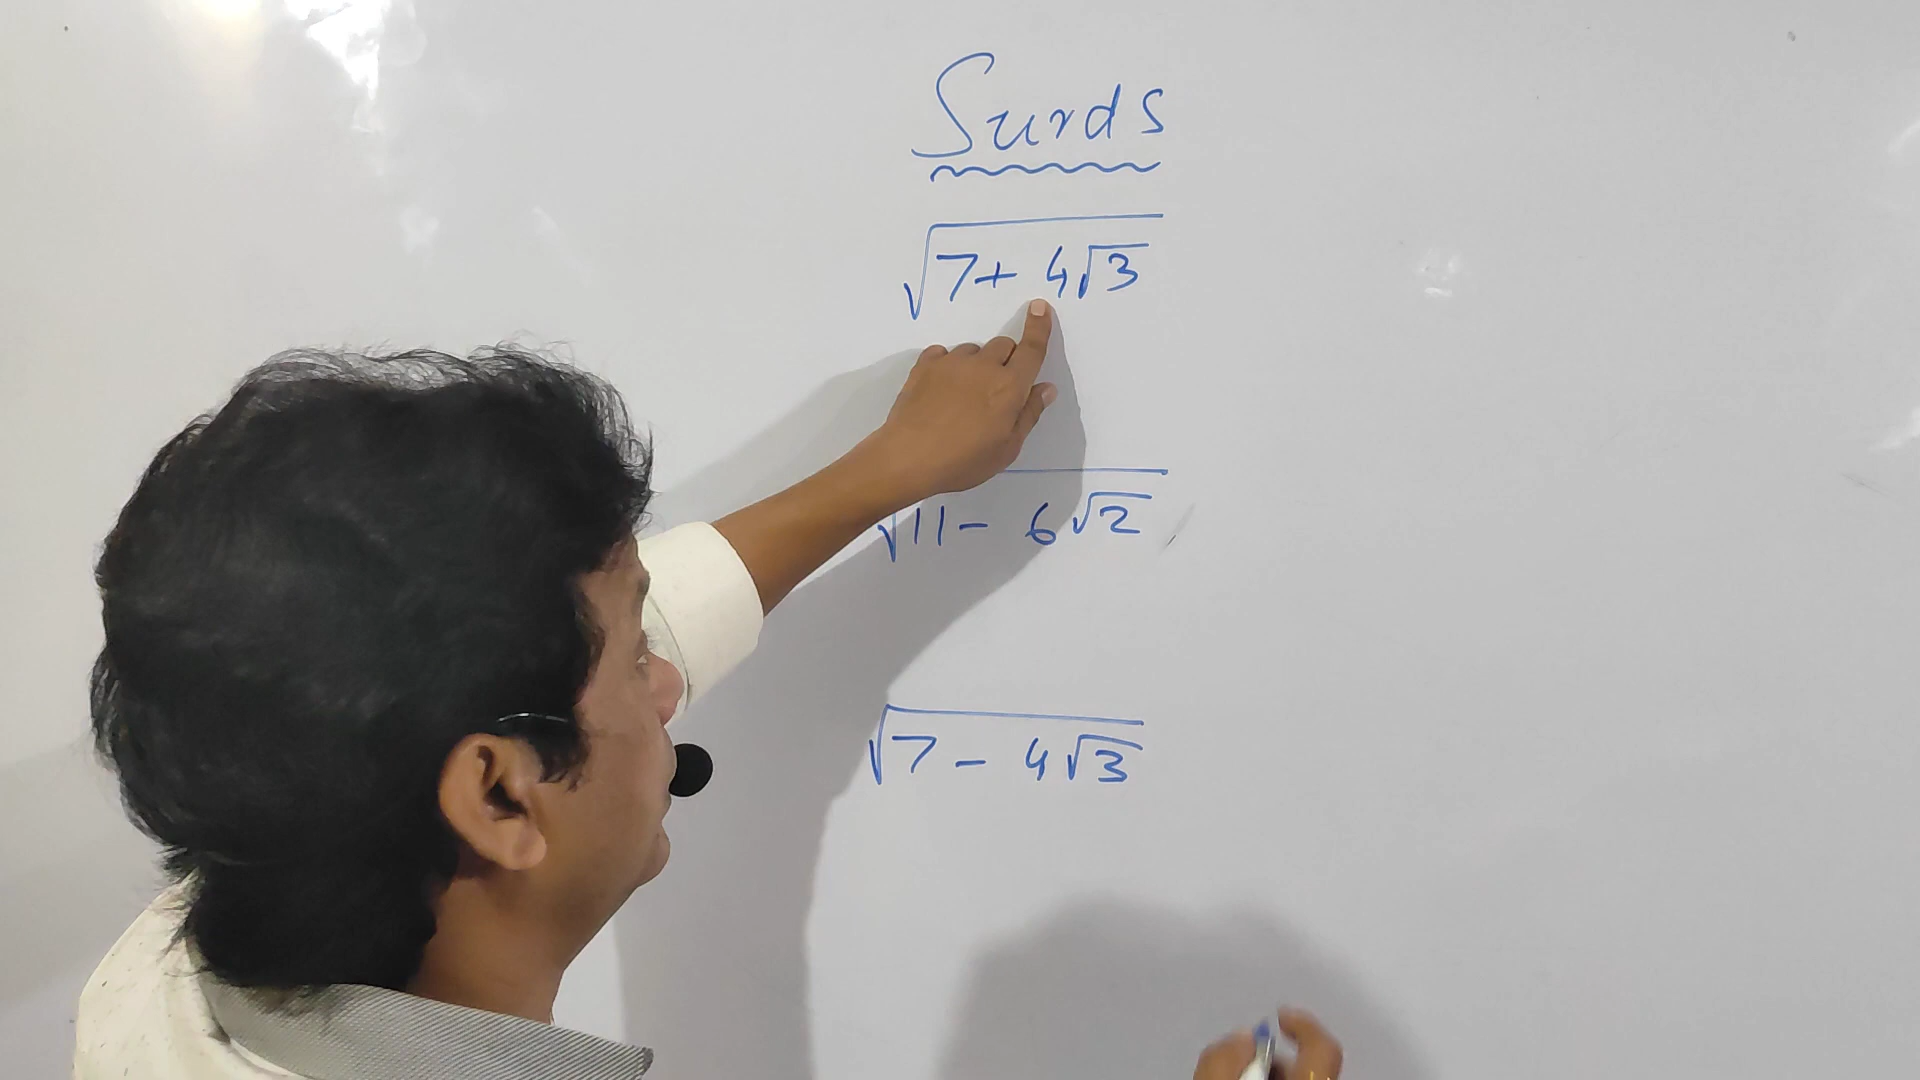 Surds
√(7+ 4√3)
√(11- 6√2)
√(7 - 4√3)